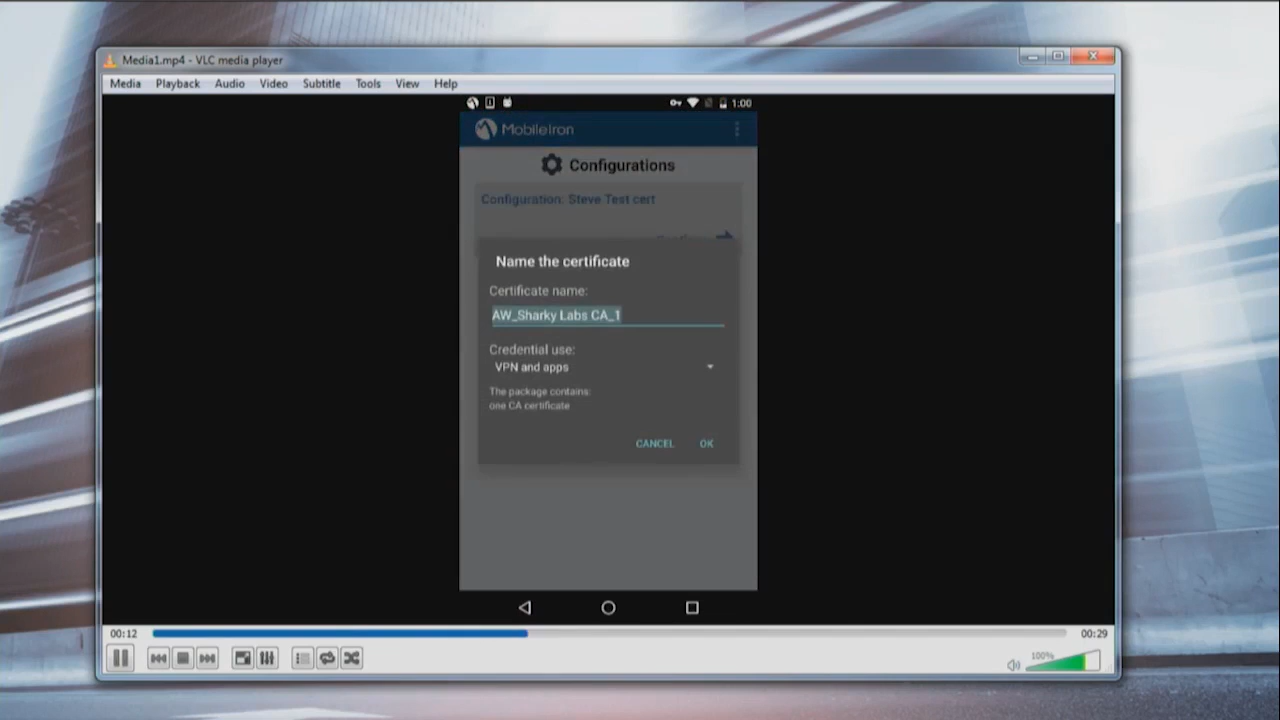 Media1.mp4 - VLC media player
Media Playback Audio Video Subtitle Tools View Help
1:00
MobileIron
Configurations
Configuration: Steve Test cert
Name the certificate
Certificate name:
AW_Sharky Labs CA_1
Credential use:
VPN and apps
The package contains:
one CA certificate
CANCEL OK
00:12
00:29
100%